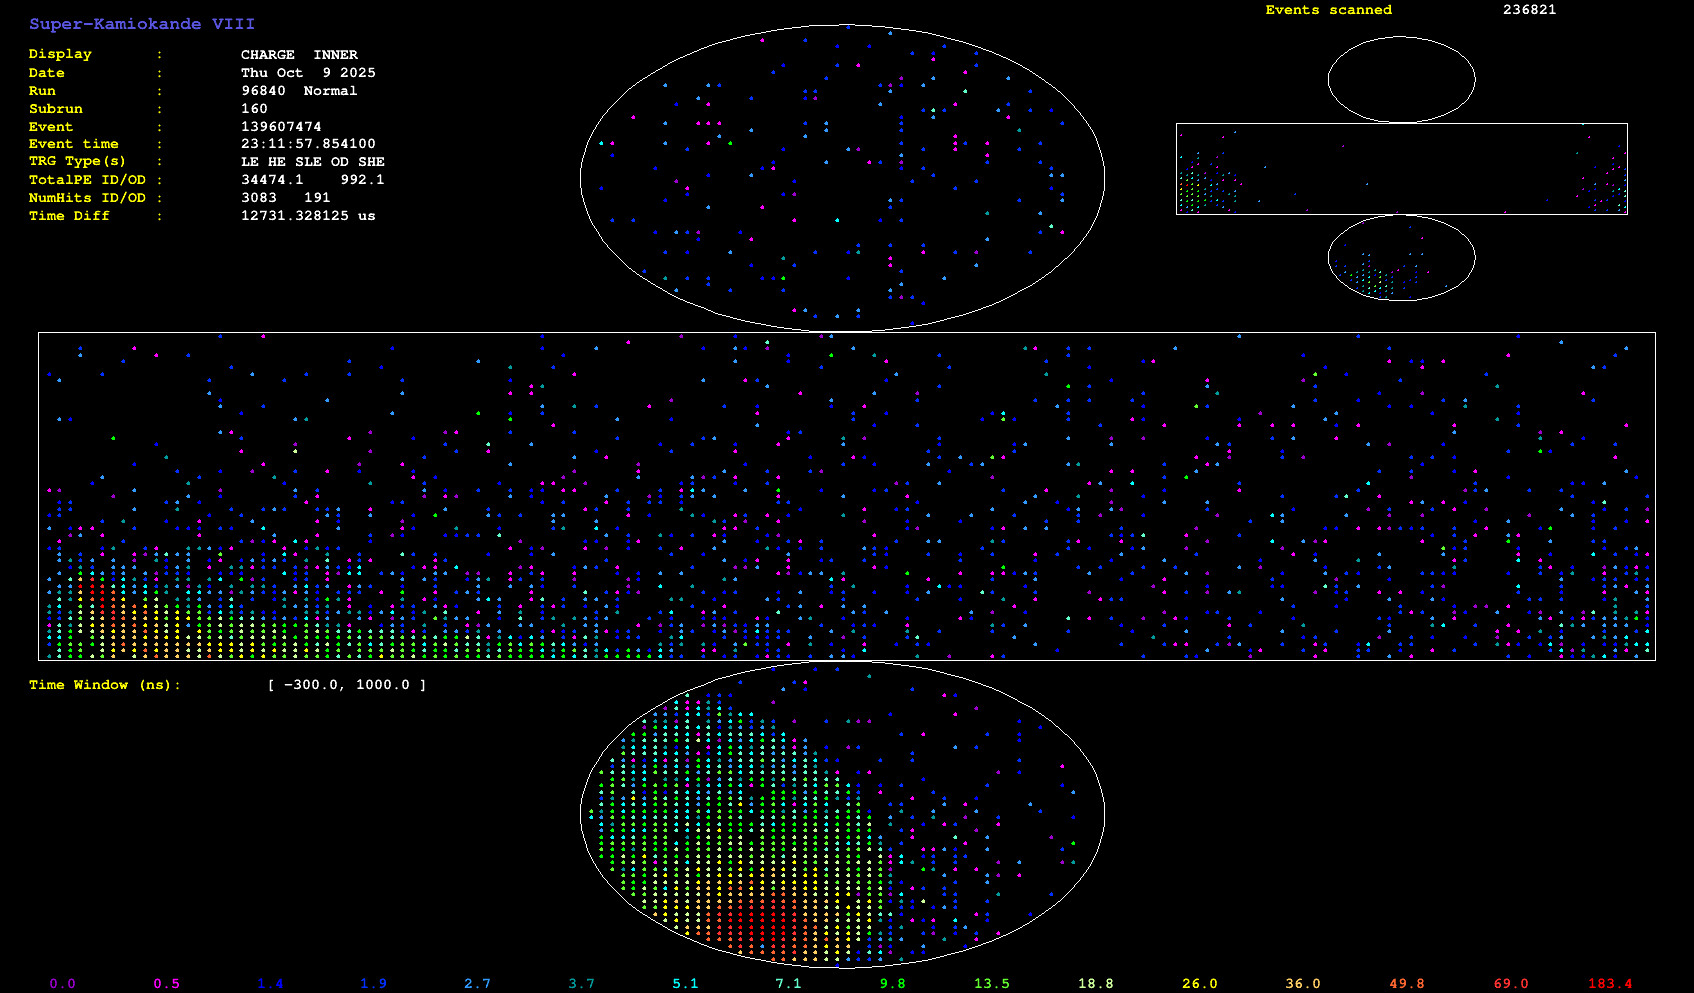 Super-Kamiokande VIII
Events scanned 236821
Display : CHARGE INNER
Date : Thu Oct 9 2025
Run : 96840 Normal
Subrun : 160
Event : 139607474
Event time : 23:11:57.854100
TRG Type(s) : LE HE SLE OD SHE
TotalPE ID/OD : 34474.1 992.1
NumHits ID/OD : 3083 191
Time Diff : 12731.328125 us
Time Window (ns): [ -300.0, 1000.0 ]
0.0 0.5 1.4 1.9 2.7 3.7 5.1 7.1 9.8 13.5 18.8 26.0 36.0 49.8 69.0 183.4